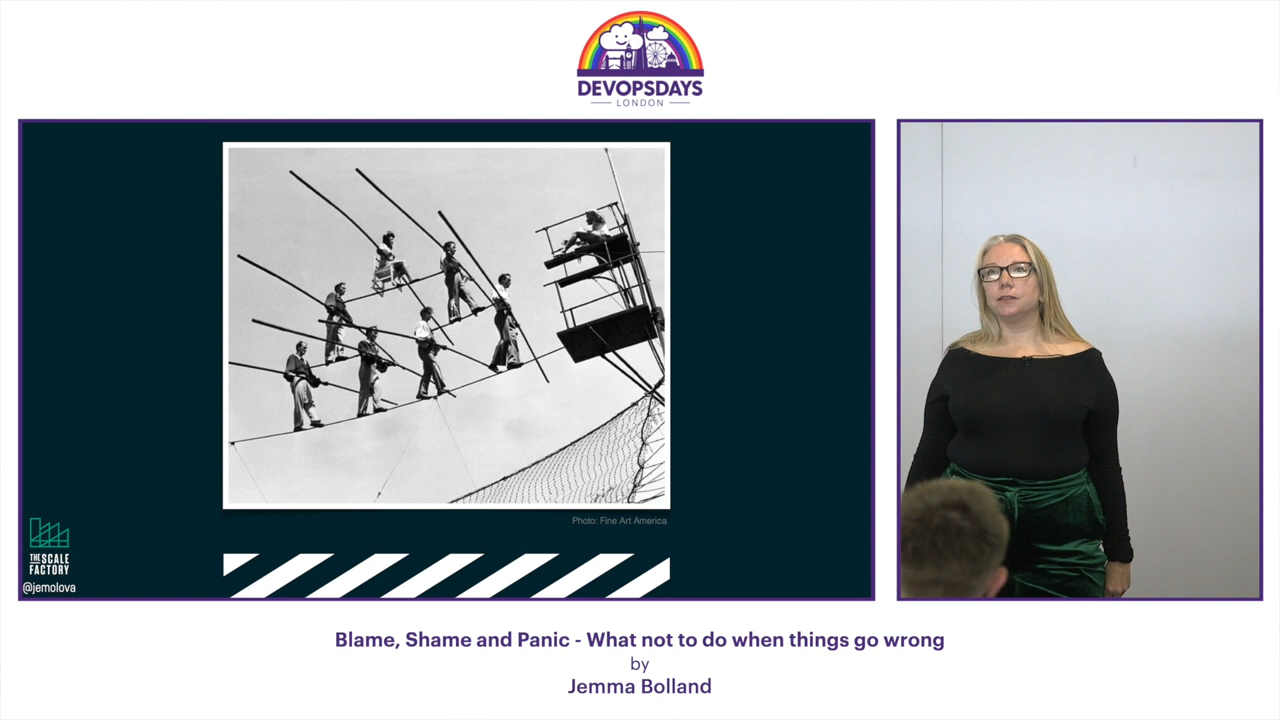 DEVOPSDAYS
LONDON
Photo: Fine Art America
THE SCALE
FACTORY
@jemolova
Blame, Shame and Panic - What not to do when things go wrong
by
Jemma Bolland